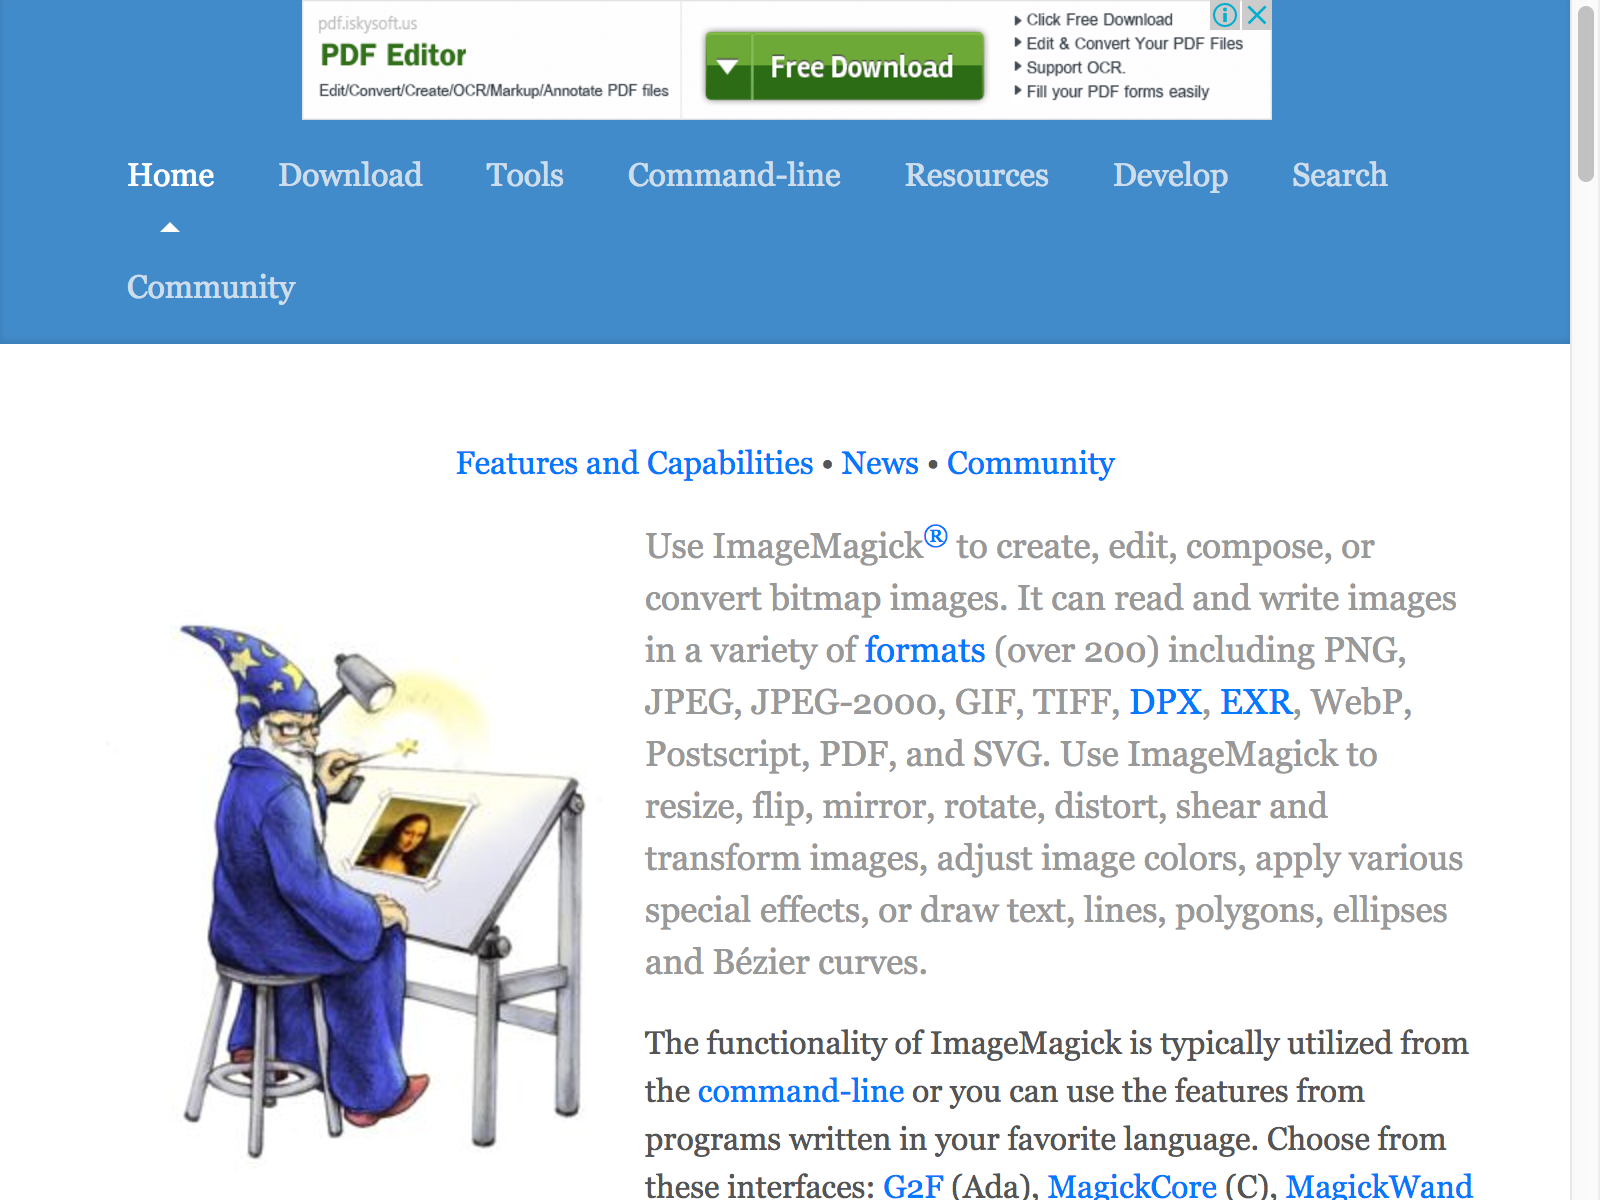 pdf.iskysoft.us
PDF Editor
Edit/Convert/Create/OCR/Markup/Annotate PDF files
Free Download
Click Free Download
Edit & Convert Your PDF Files
Support OCR.
Fill your PDF forms easily
Home Download Tools Command-line Resources Develop Search
Community
Features and Capabilities • News • Community
Use ImageMagick® to create, edit, compose, or
convert bitmap images. It can read and write images
in a variety of formats (over 200) including PNG,
JPEG, JPEG-2000, GIF, TIFF, DPX, EXR, WebP,
Postscript, PDF, and SVG. Use ImageMagick to
resize, flip, mirror, rotate, distort, shear and
transform images, adjust image colors, apply various
special effects, or draw text, lines, polygons, ellipses
and Bézier curves.
The functionality of ImageMagick is typically utilized from
the command-line or you can use the features from
programs written in your favorite language. Choose from
these interfaces: G2F (Ada), MagickCore (C), MagickWand